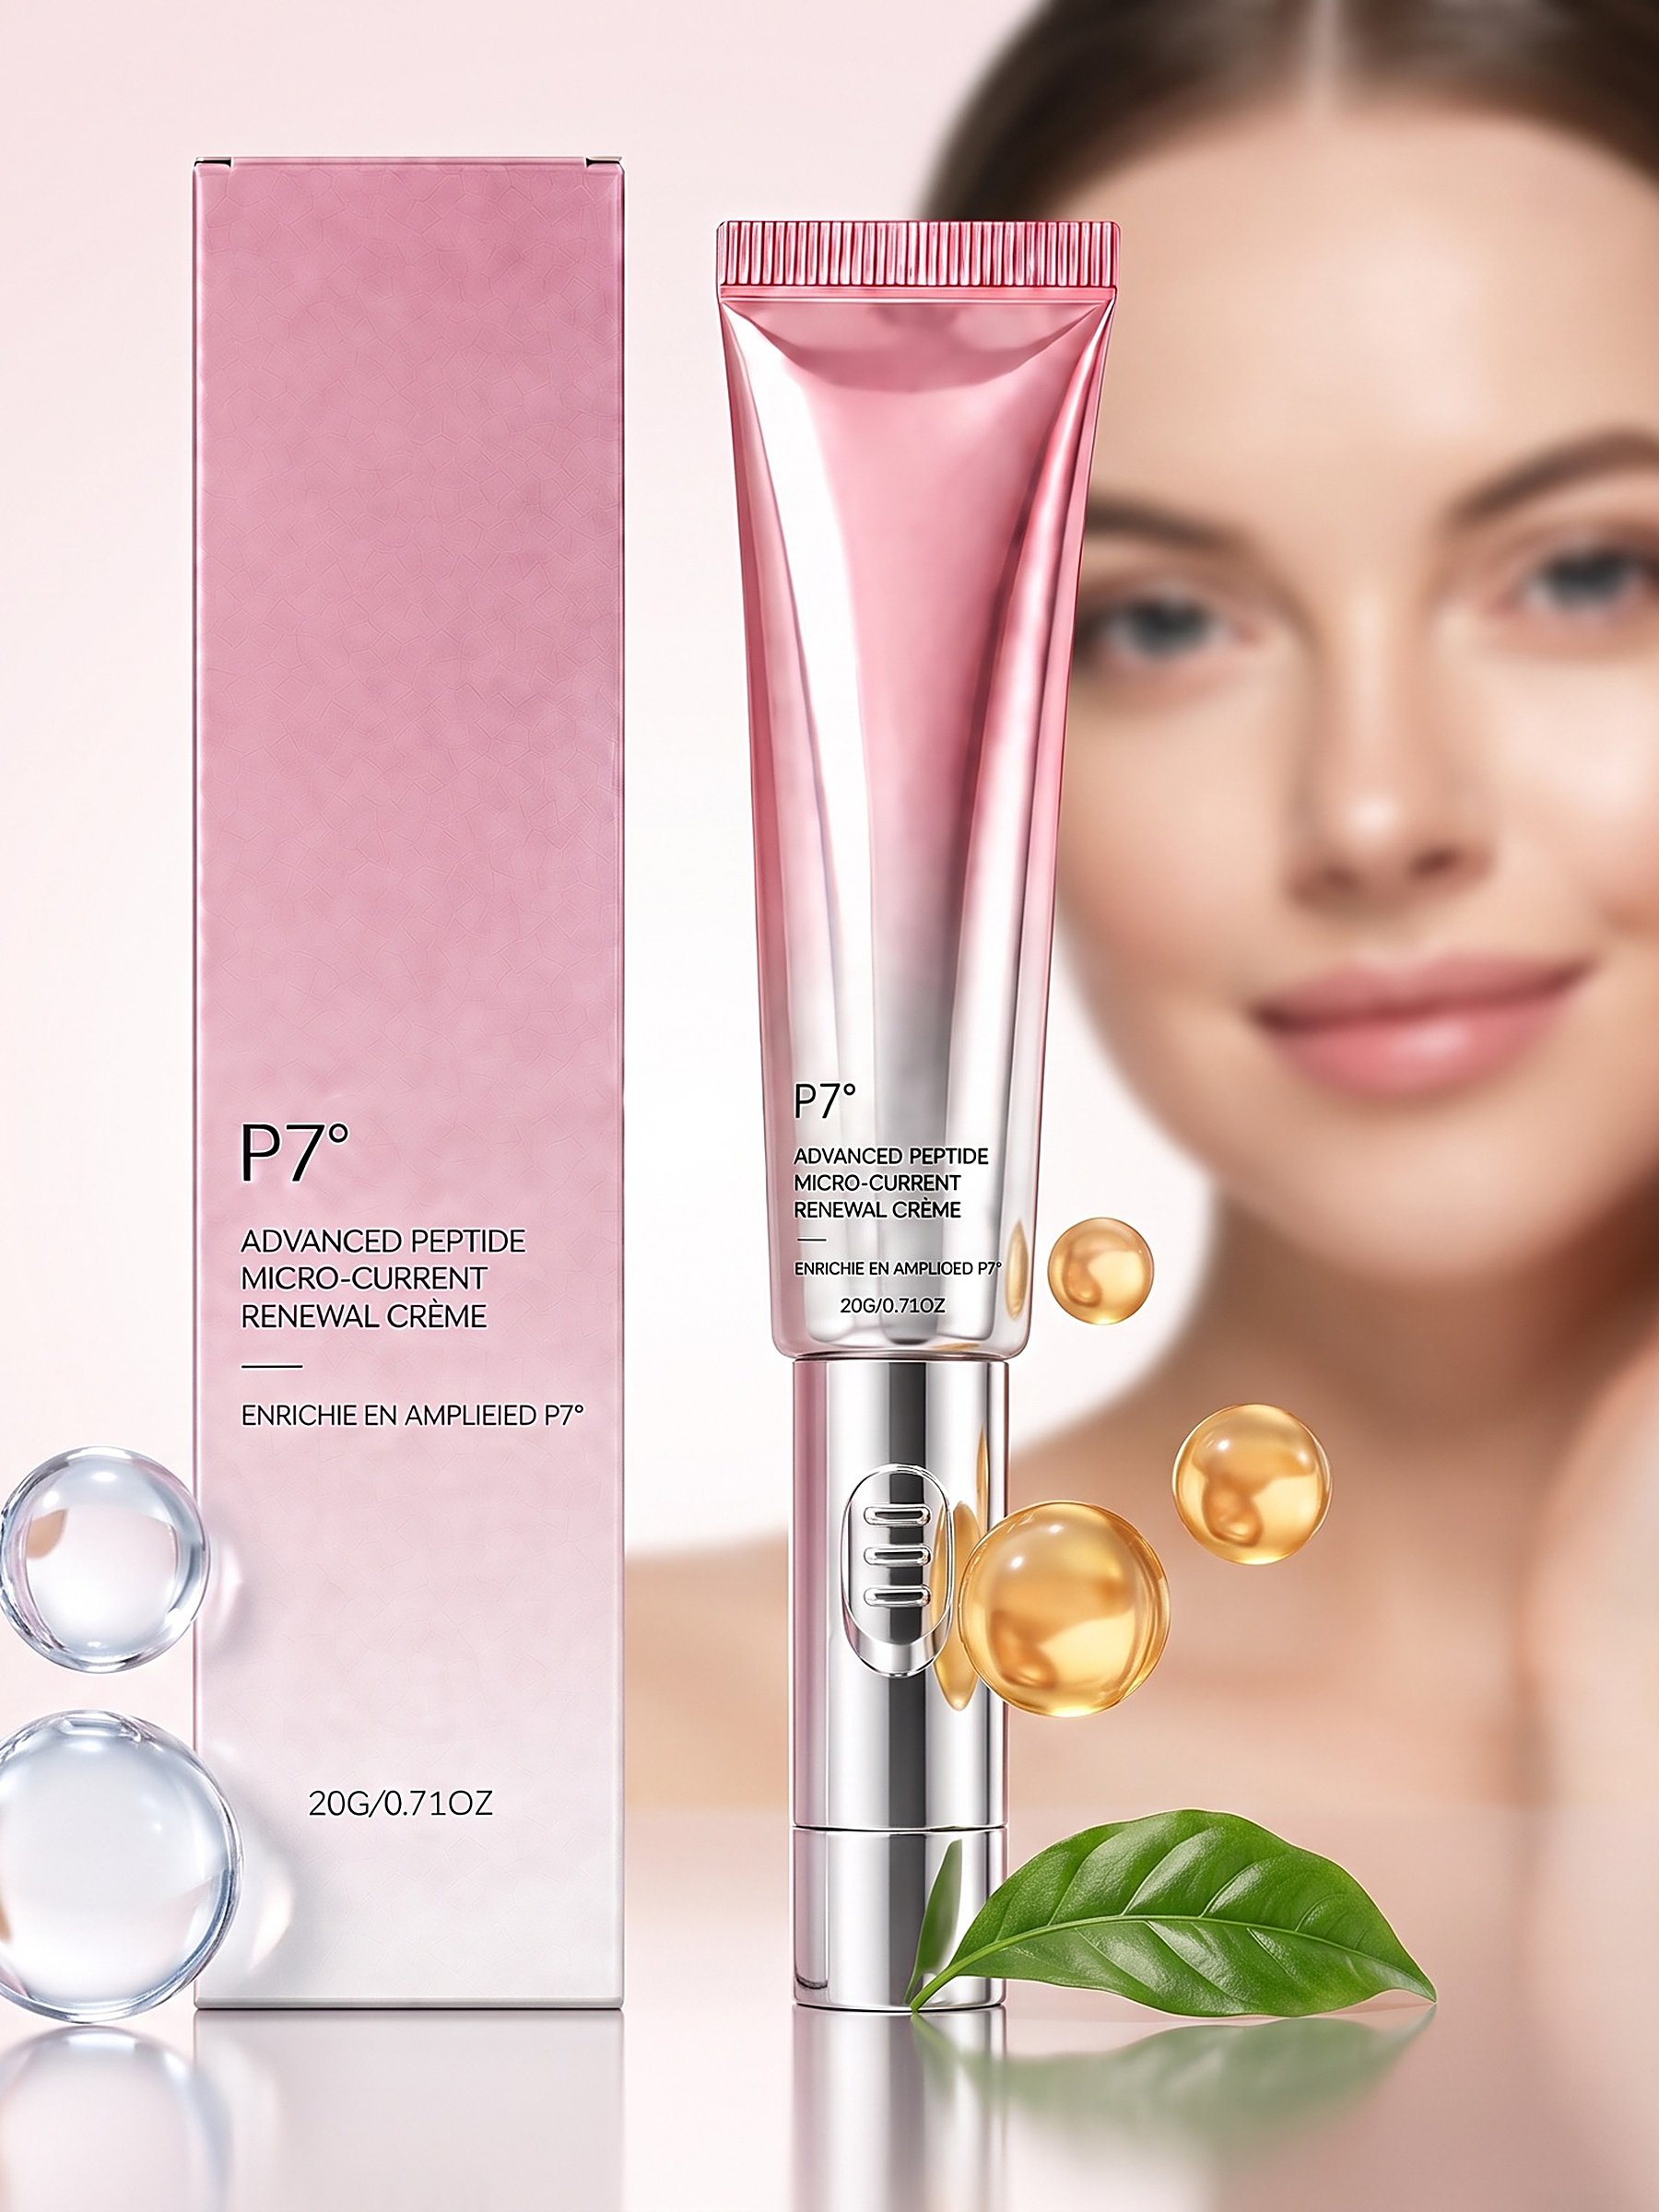 P7°
ADVANCED PEPTIDE
MICRO-CURRENT
RENEWAL CRÈME
ENRICHIE EN AMPLIEIED P7°
20G/0.71OZ
P7°
ADVANCED PEPTIDE
MICRO-CURRENT
RENEWAL CRÈME
ENRICHIE EN AMPLIOED P7°
20G/0.71OZ